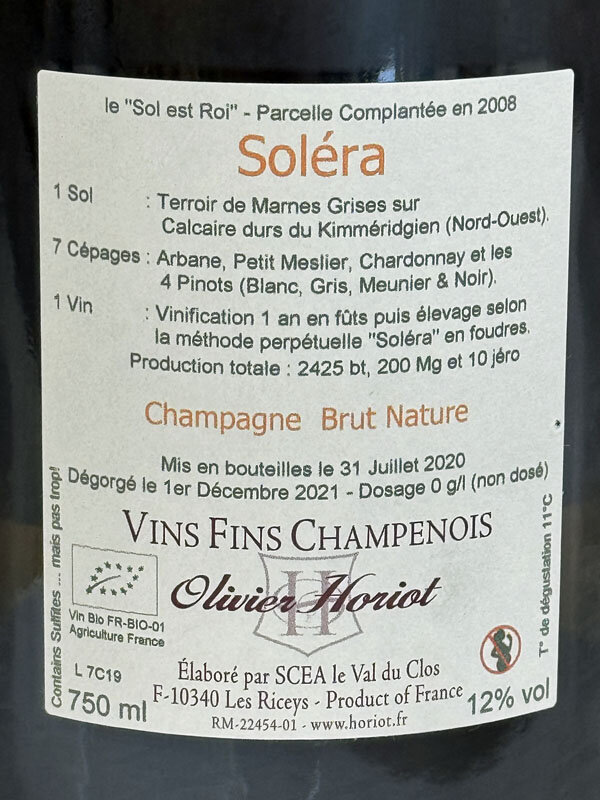 le "Sol est Roi" - Parcelle Complantée en 2008
Soléra
1 Sol : Terroir de Marnes Grises sur
Calcaire durs du Kimméridgien (Nord-Ouest).
7 Cépages : Arbane, Petit Meslier, Chardonnay et les
4 Pinots (Blanc, Gris, Meunier & Noir).
1 Vin : Vinification 1 an en fûts puis élevage selon
la méthode perpétuelle "Soléra" en foudres.
Production totale : 2425 bt, 200 Mg et 10 jéro
Champagne Brut Nature
Mis en bouteilles le 31 Juillet 2020
Dégorgé le 1er Décembre 2021 - Dosage 0 g/l (non dosé)
VINS FINS CHAMPENOIS
Olivier Horiot
H O
Vin Bio FR-BIO-01
Agriculture France
L 7C19
Élaboré par SCEA le Val du Clos
F-10340 Les Riceys - Product of France
RM-22454-01 - www.horiot.fr
750 ml
12% vol
Contains Sulfites ... mais pas trop!
T° de dégustation 11°C